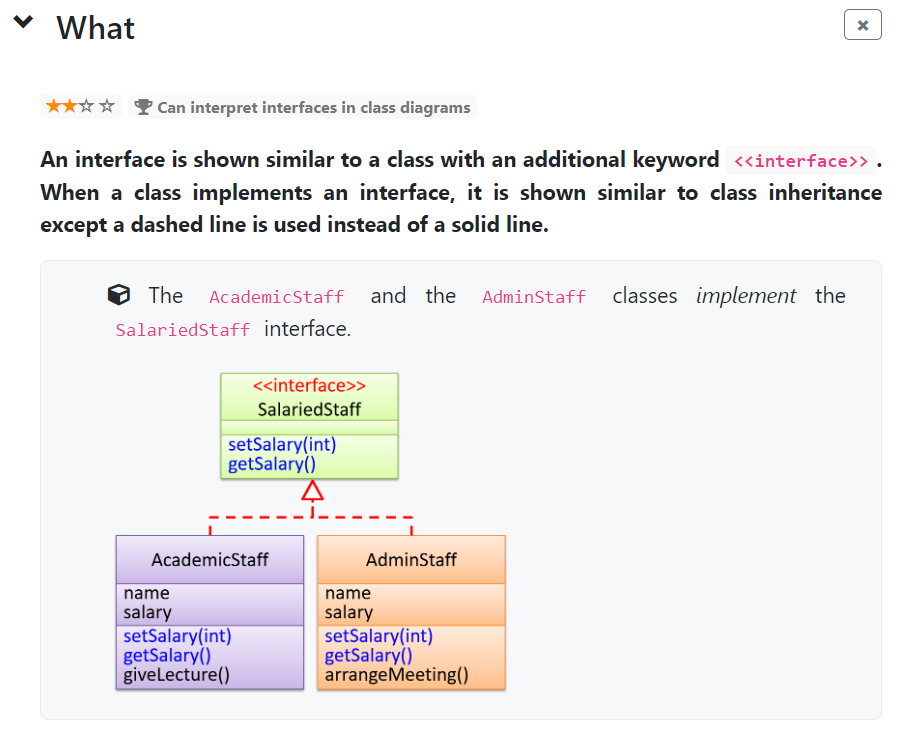 What
Can interpret interfaces in class diagrams
An interface is shown similar to a class with an additional keyword <<interface>> .
When a class implements an interface, it is shown similar to class inheritance
except a dashed line is used instead of a solid line.
The AcademicStaff and the AdminStaff classes implement the
SalariedStaff interface.
<<interface>>
SalariedStaff
setSalary(int)
getSalary()
AcademicStaff
name
salary
setSalary(int)
getSalary()
giveLecture()
AdminStaff
name
salary
setSalary(int)
getSalary()
arrangeMeeting()